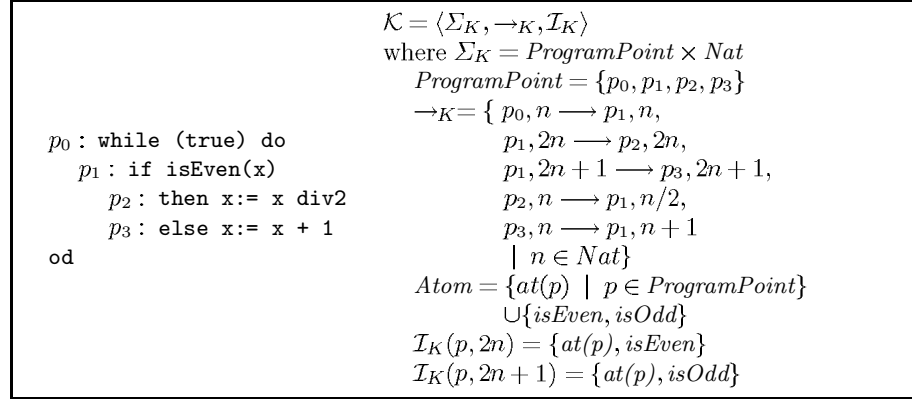 p₀ : while (true) do
p₁ : if isEven(x)
p₂ : then x:= x div2
p₃ : else x:= x + 1
od
𝒦 = ⟨Σ_K, →_K, ℐ_K⟩
where Σ_K = ProgramPoint × Nat
ProgramPoint = {p₀, p₁, p₂, p₃}
→_K= { p₀, n ⟶ p₁, n,
p₁, 2n ⟶ p₂, 2n,
p₁, 2n + 1 ⟶ p₃, 2n + 1,
p₂, n ⟶ p₁, n/2,
p₃, n ⟶ p₁, n + 1
| n ∈ Nat}
Atom = {at(p) | p ∈ ProgramPoint}
∪{isEven, isOdd}
ℐ_K(p, 2n) = {at(p), isEven}
ℐ_K(p, 2n + 1) = {at(p), isOdd}